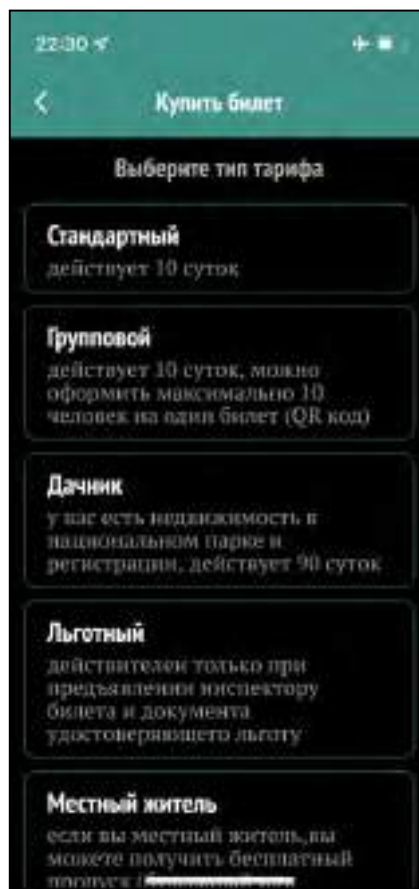 22:30
Купить билет
Выберите тип тарифа
Стандартный
действует 10 суток
Групповой
действует 10 суток, можно
оформить максимально 10
человек на один билет (QR код)
Дачник
у вас есть недвижимость в
национальном парке и
регистрации, действует 90 суток
Льготный
действителен только при
предъявлении инспектору
билета и документа
удостоверяющего льготу
Местный житель
если вы местный житель,вы
можете получить бесплатный
пропуск